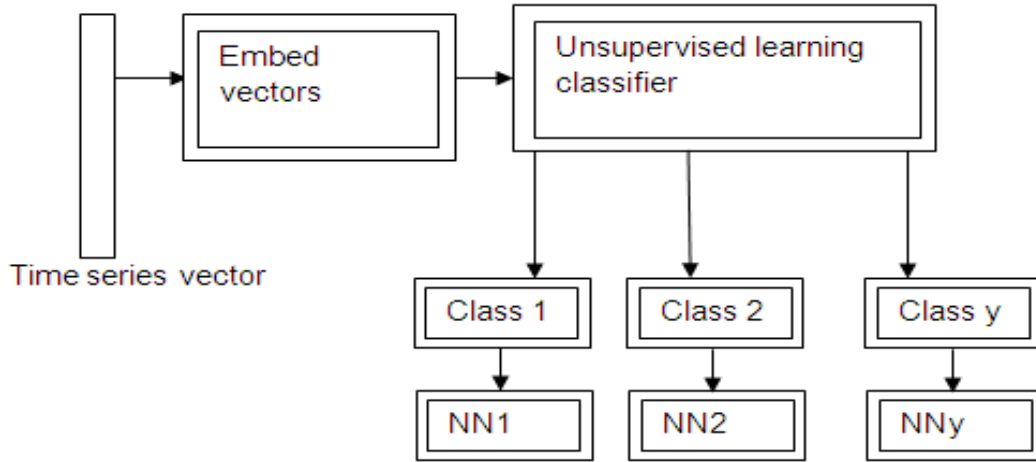 Embed
vectors
Unsupervised learning
classifier
Time series vector
Class 1
Class 2
Class y
NN1
NN2
NNy